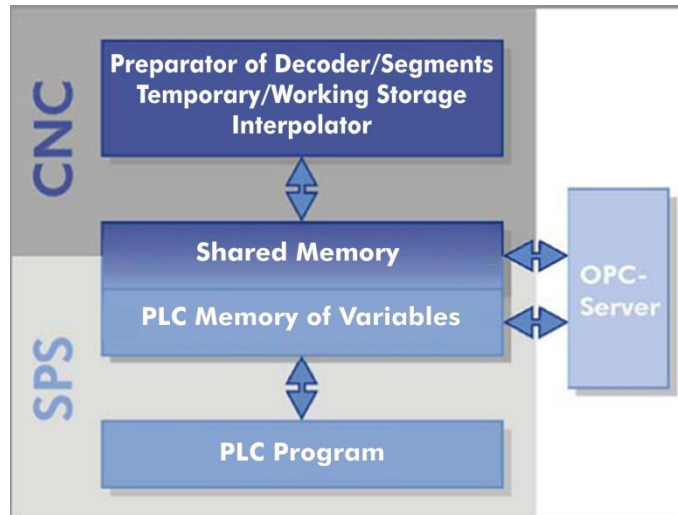 CNC
Preparator of Decoder/Segments
Temporary/Working Storage
Interpolator
Shared Memory
PLC Memory of Variables
OPC-
Server
SPS
PLC Program